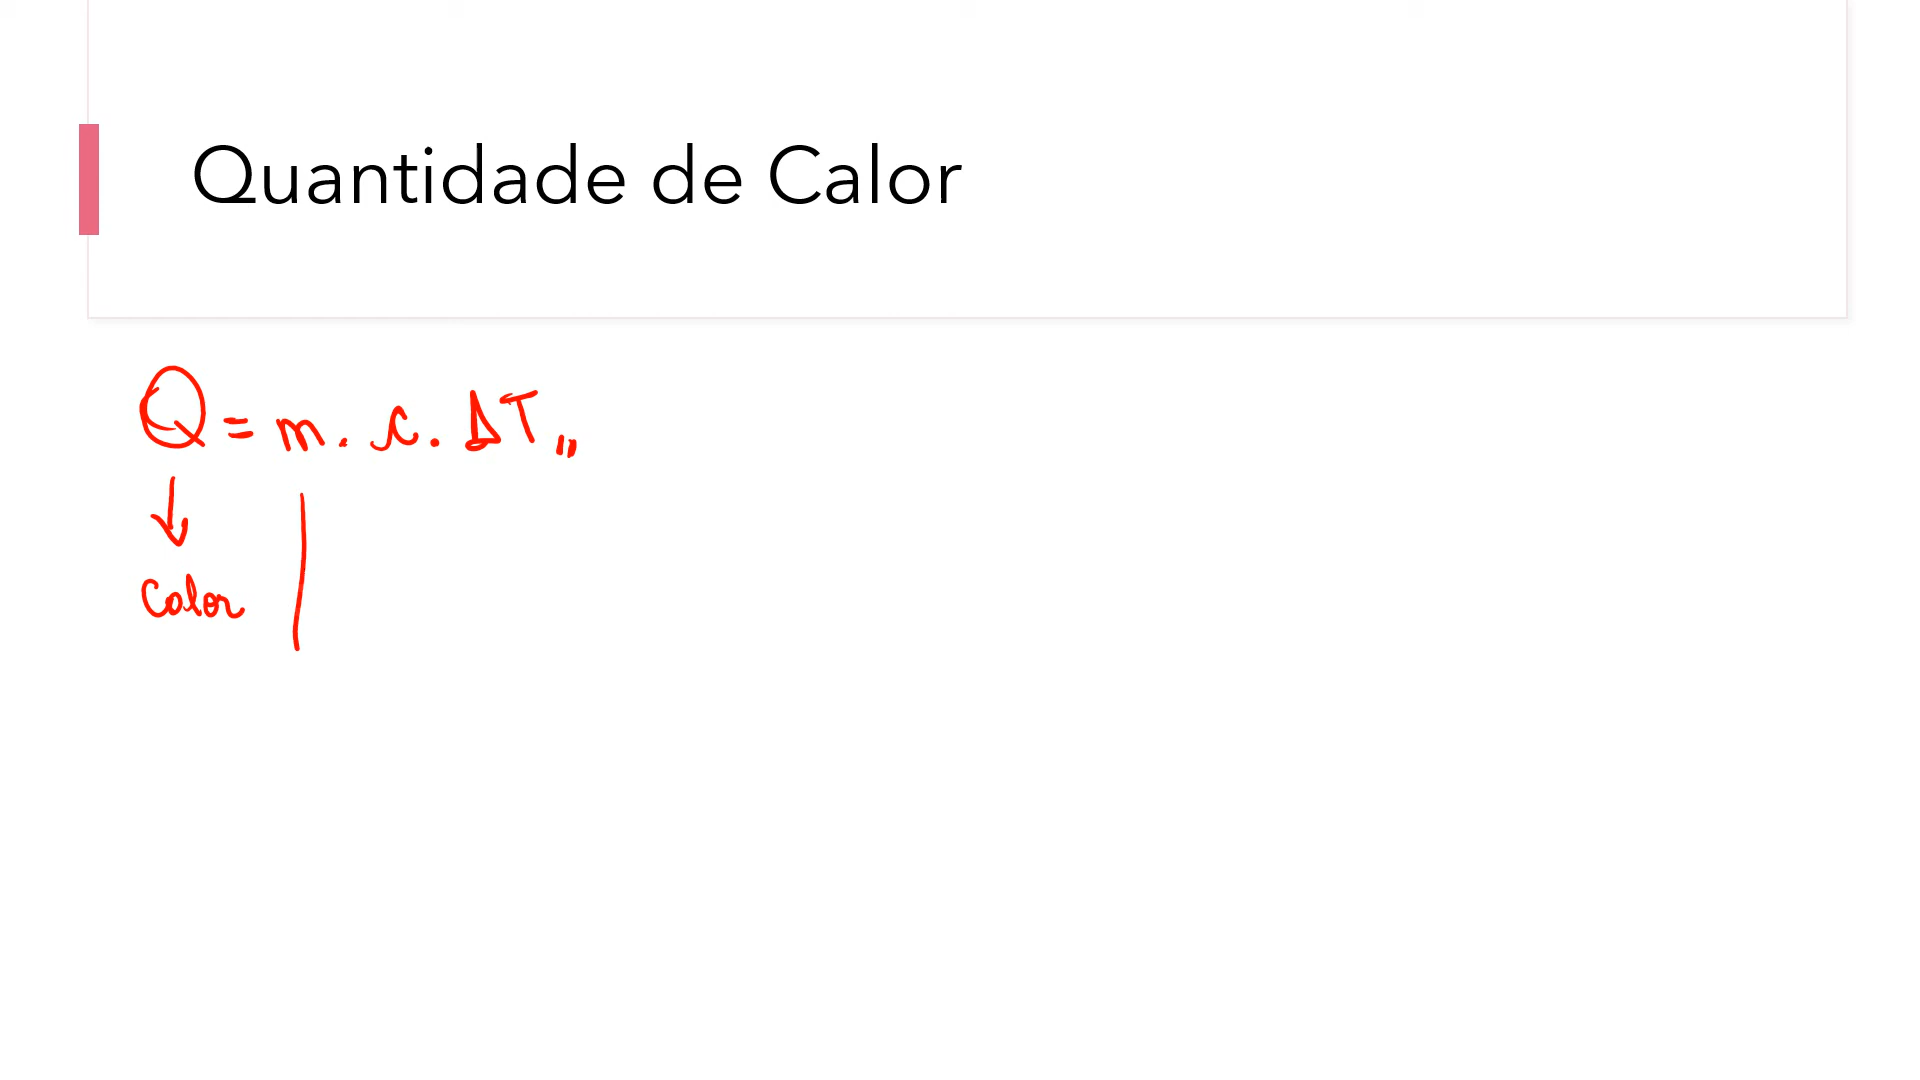 Quantidade de Calor
Q = m . c . ΔT ,,
Calor